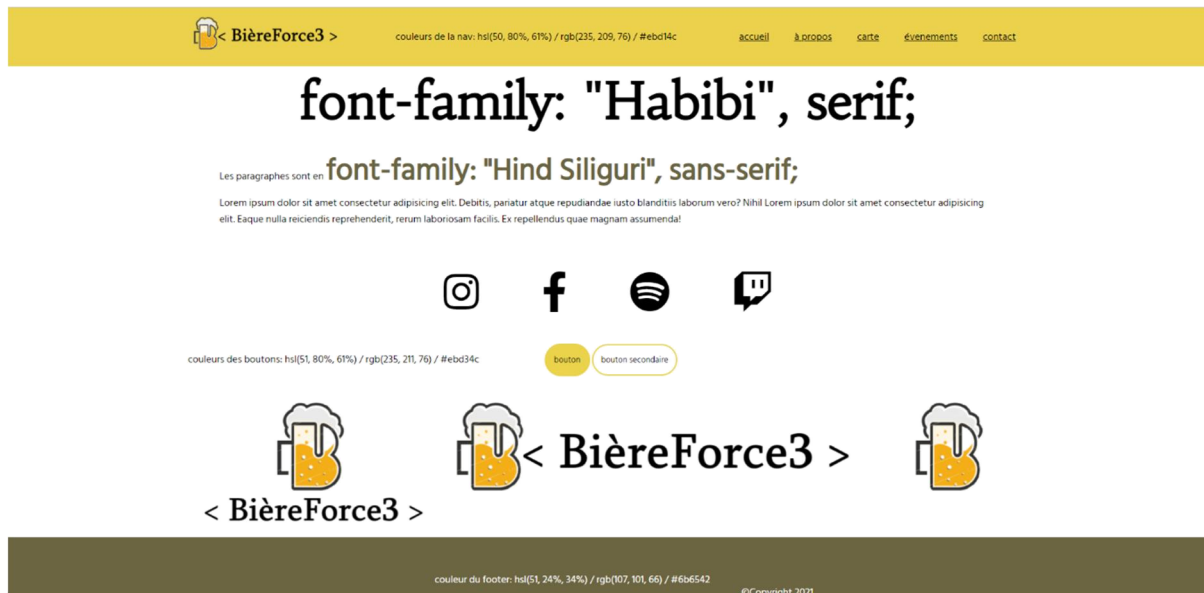 < BièreForce3 >
couleurs de la nav: hsl(50, 80%, 61%) / rgb(235, 209, 76) / #ebd14c
accueil à propos carte évenements contact
font-family: "Habibi", serif;
Les paragraphes sont en font-family: "Hind Siliguri", sans-serif;
Lorem ipsum dolor sit amet consectetur adipisicing elit. Debitis, pariatur atque repudiandae iusto blanditiis laborum vero? Nihil Lorem ipsum dolor sit amet consectetur adipisicing
elit. Eaque nulla reiciendis reprehenderit, rerum laboriosam facilis. Ex repellendus quae magnam assumenda!
couleurs des boutons: hsl(51, 80%, 61%) / rgb(235, 211, 76) / #ebd34c
bouton
bouton secondaire
< BièreForce3 >
< BièreForce3 >
couleur du footer: hsl(51, 24%, 34%) / rgb(107, 101, 66) / #6b6542
©Copyright 2021